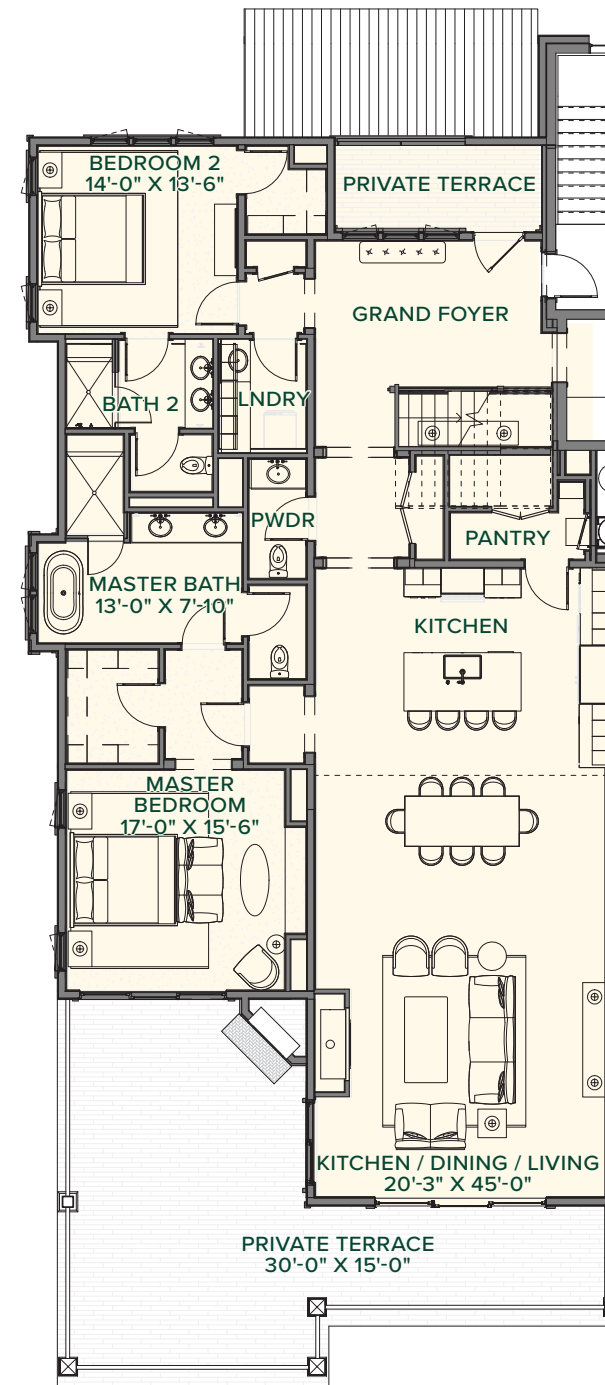 BEDROOM 2
14'-0" X 13'-6"
PRIVATE TERRACE
GRAND FOYER
BATH 2
LNDRY
PWDR
PANTRY
MASTER BATH
13'-0" X 7'-10"
KITCHEN
MASTER
BEDROOM
17'-0" X 15'-6"
KITCHEN / DINING / LIVING
20'-3" X 45'-0"
PRIVATE TERRACE
30'-0" X 15'-0"